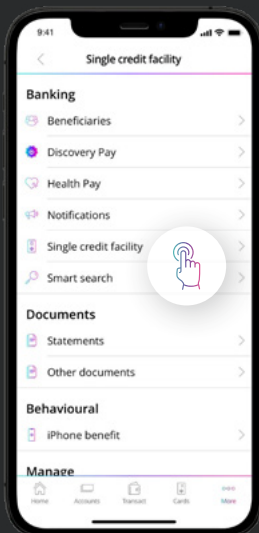 9:41
Single credit facility
Banking
Beneficiaries
Discovery Pay
Health Pay
Notifications
Single credit facility
Smart search
Documents
Statements
Other documents
Behavioural
iPhone benefit
Manage
Home Accounts Transact Cards More